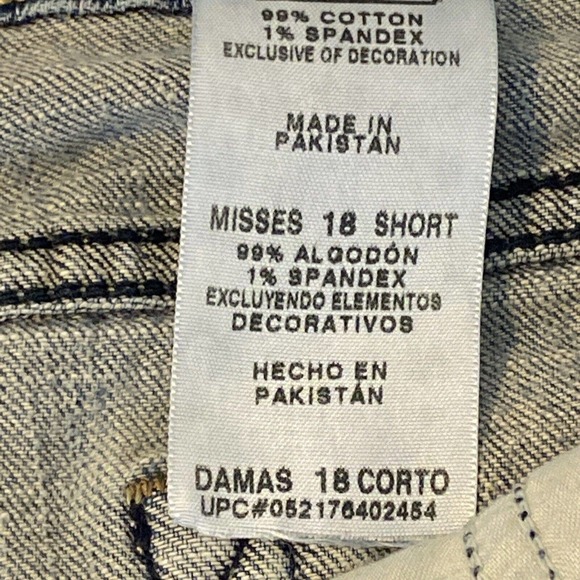 99% COTTON
1% SPANDEX
EXCLUSIVE OF DECORATION
MADE IN
PAKISTAN
MISSES 18 SHORT
99% ALGODÓN
1% SPANDEX
EXCLUYENDO ELEMENTOS
DECORATIVOS
HECHO EN
PAKISTÁN
DAMAS 18 CORTO
UPC#052176402454